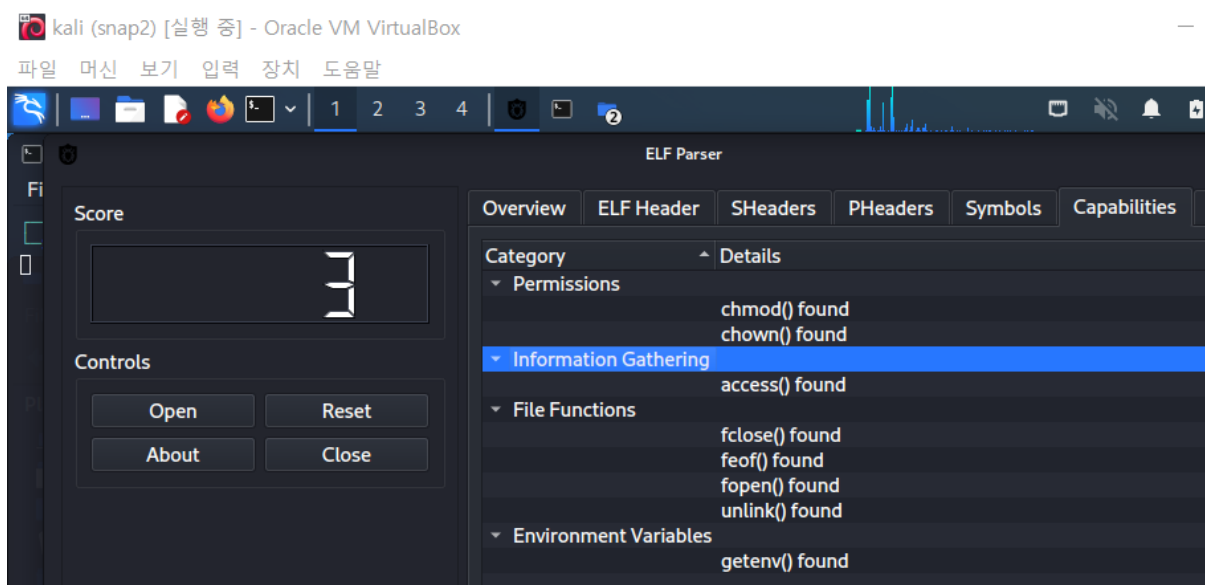 kali (snap2) [실행 중] - Oracle VM VirtualBox
파일 머신 보기 입력 장치 도움말
1 2 3 4 2
ELF Parser
Fi
Score
3
Controls
Open Reset
About Close
Overview ELF Header SHeaders PHeaders Symbols Capabilities
Category Details
Permissions
chmod() found
chown() found
Information Gathering
access() found
File Functions
fclose() found
feof() found
fopen() found
unlink() found
Environment Variables
getenv() found